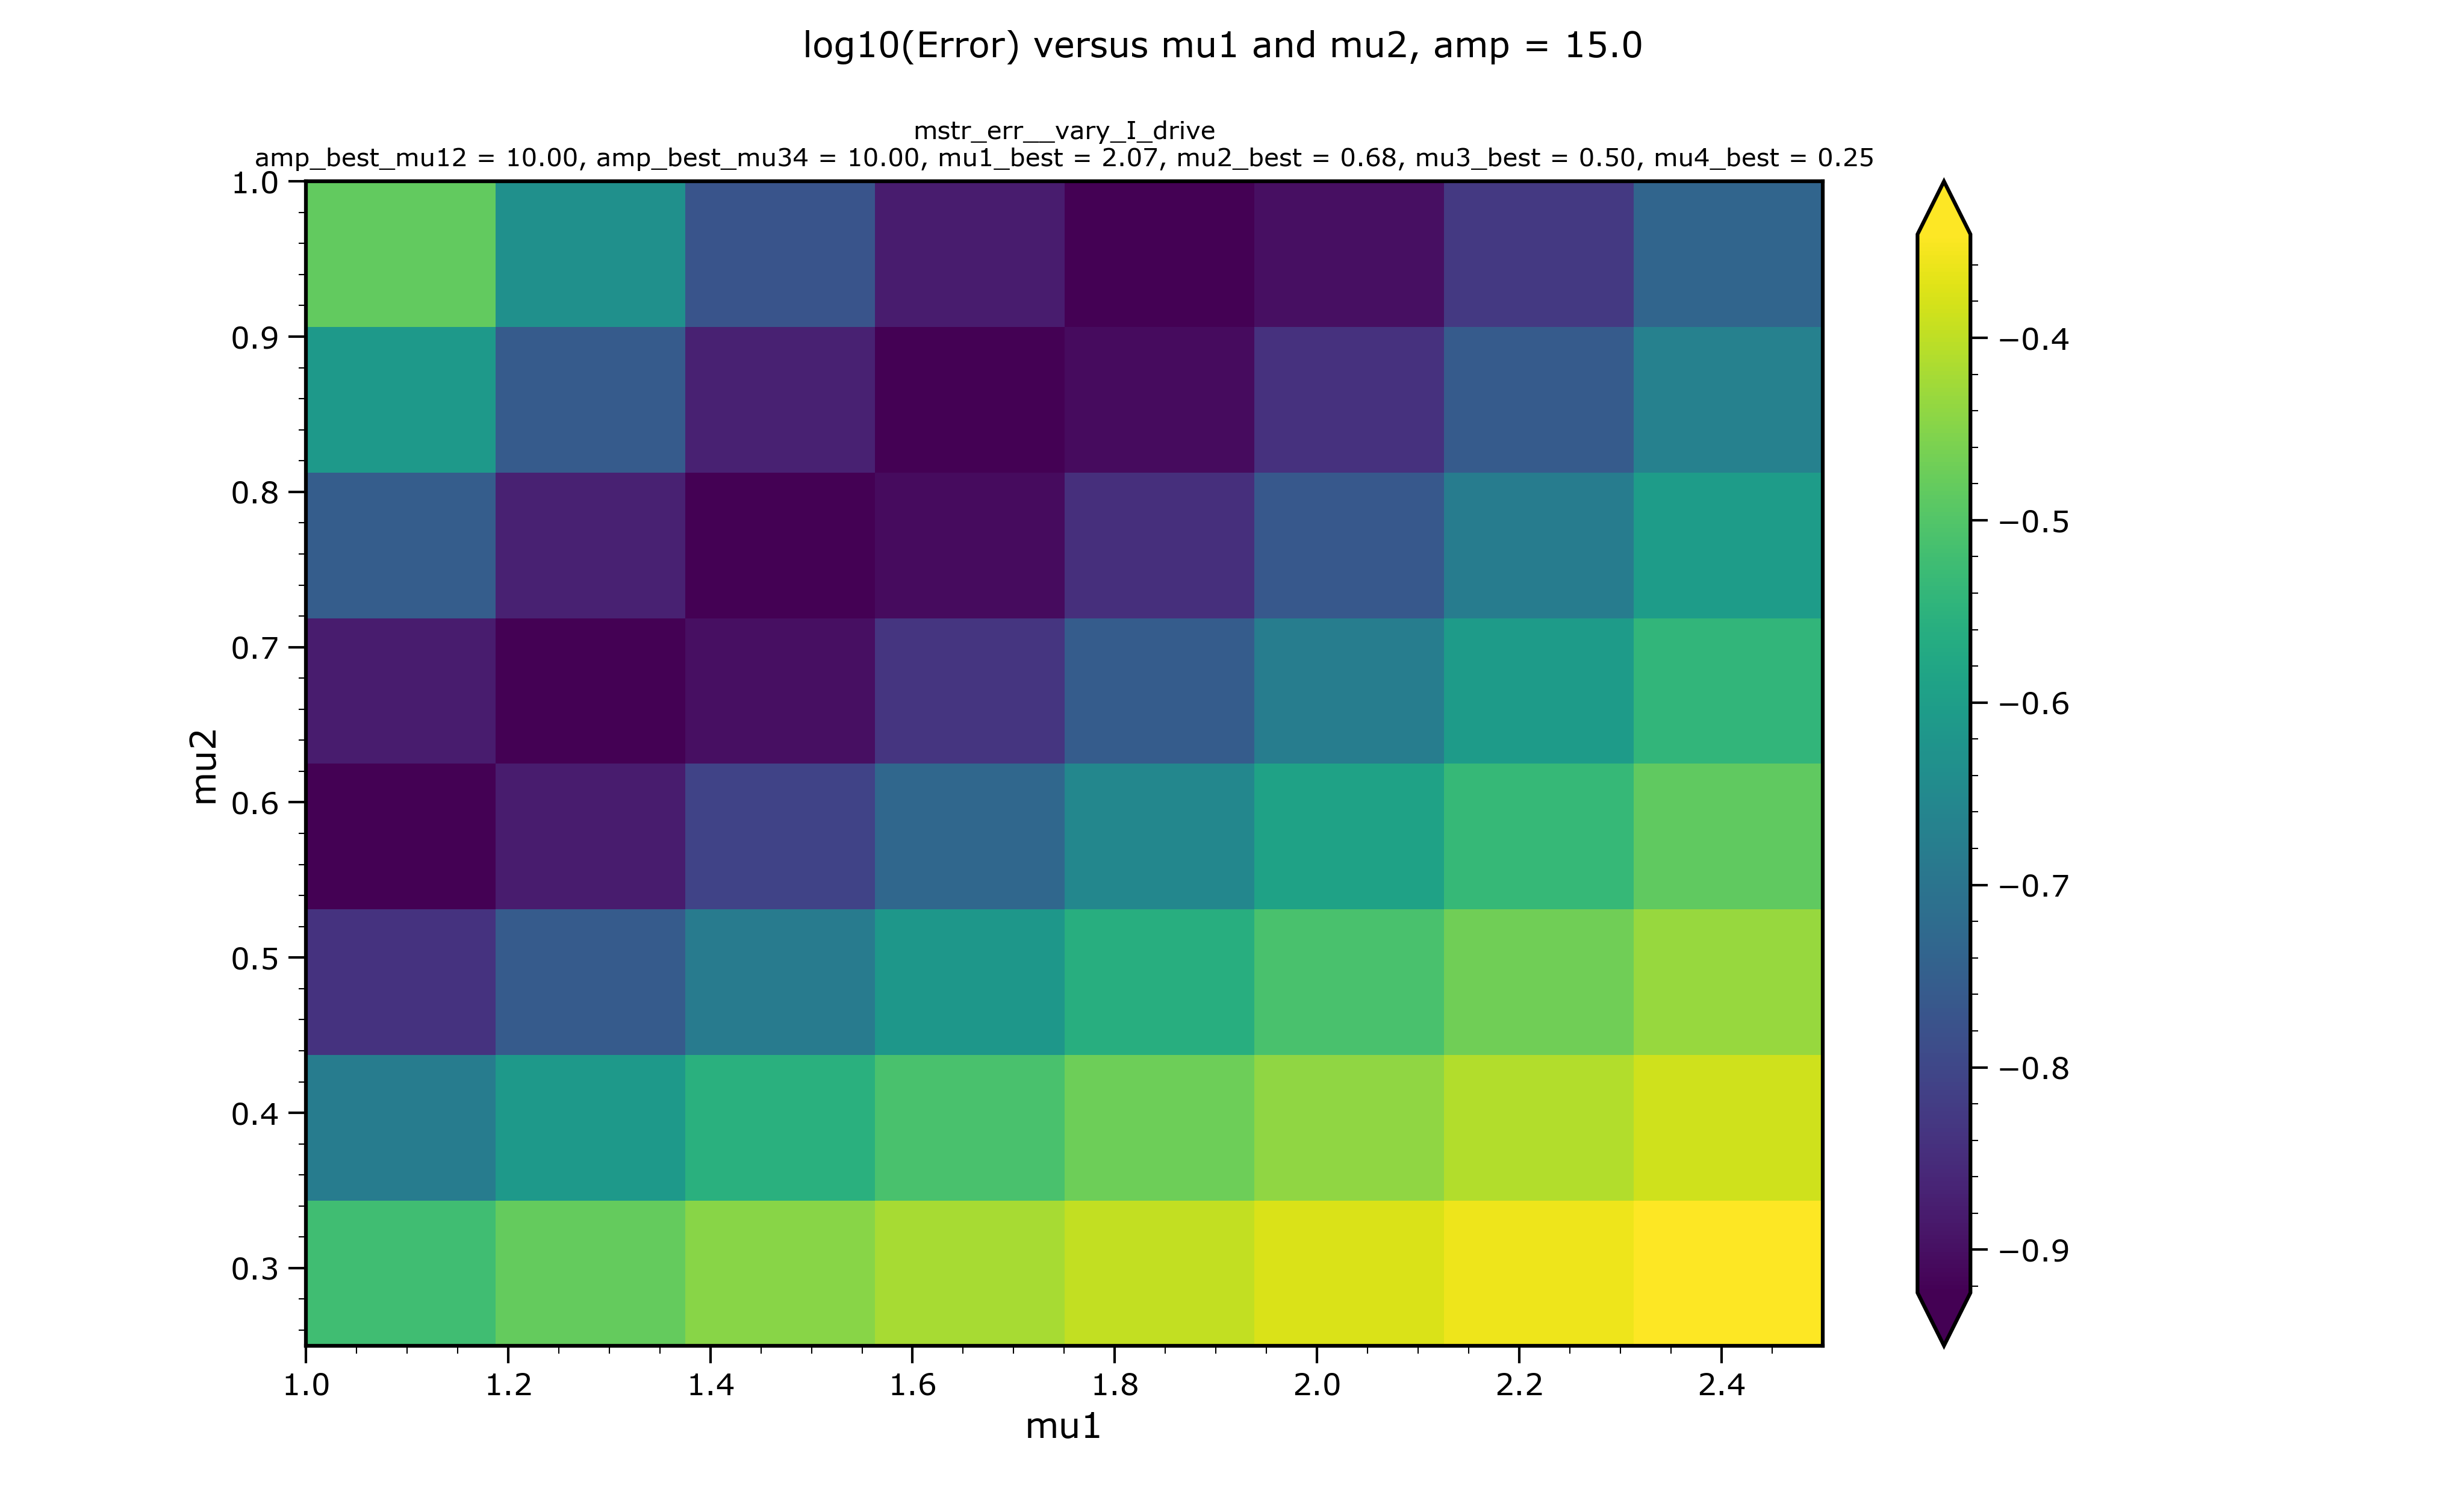 log10(Error) versus mu1 and mu2, amp = 15.0
mstr_err__vary_I_drive
amp_best_mu12 = 10.00, amp_best_mu34 = 10.00, mu1_best = 2.07, mu2_best = 0.68, mu3_best = 0.50, mu4_best = 0.25
1.0
0.9
0.8
0.7
0.6
0.5
0.4
0.3
mu2
1.0 1.2 1.4 1.6 1.8 2.0 2.2 2.4
mu1
−0.4
−0.5
−0.6
−0.7
−0.8
−0.9